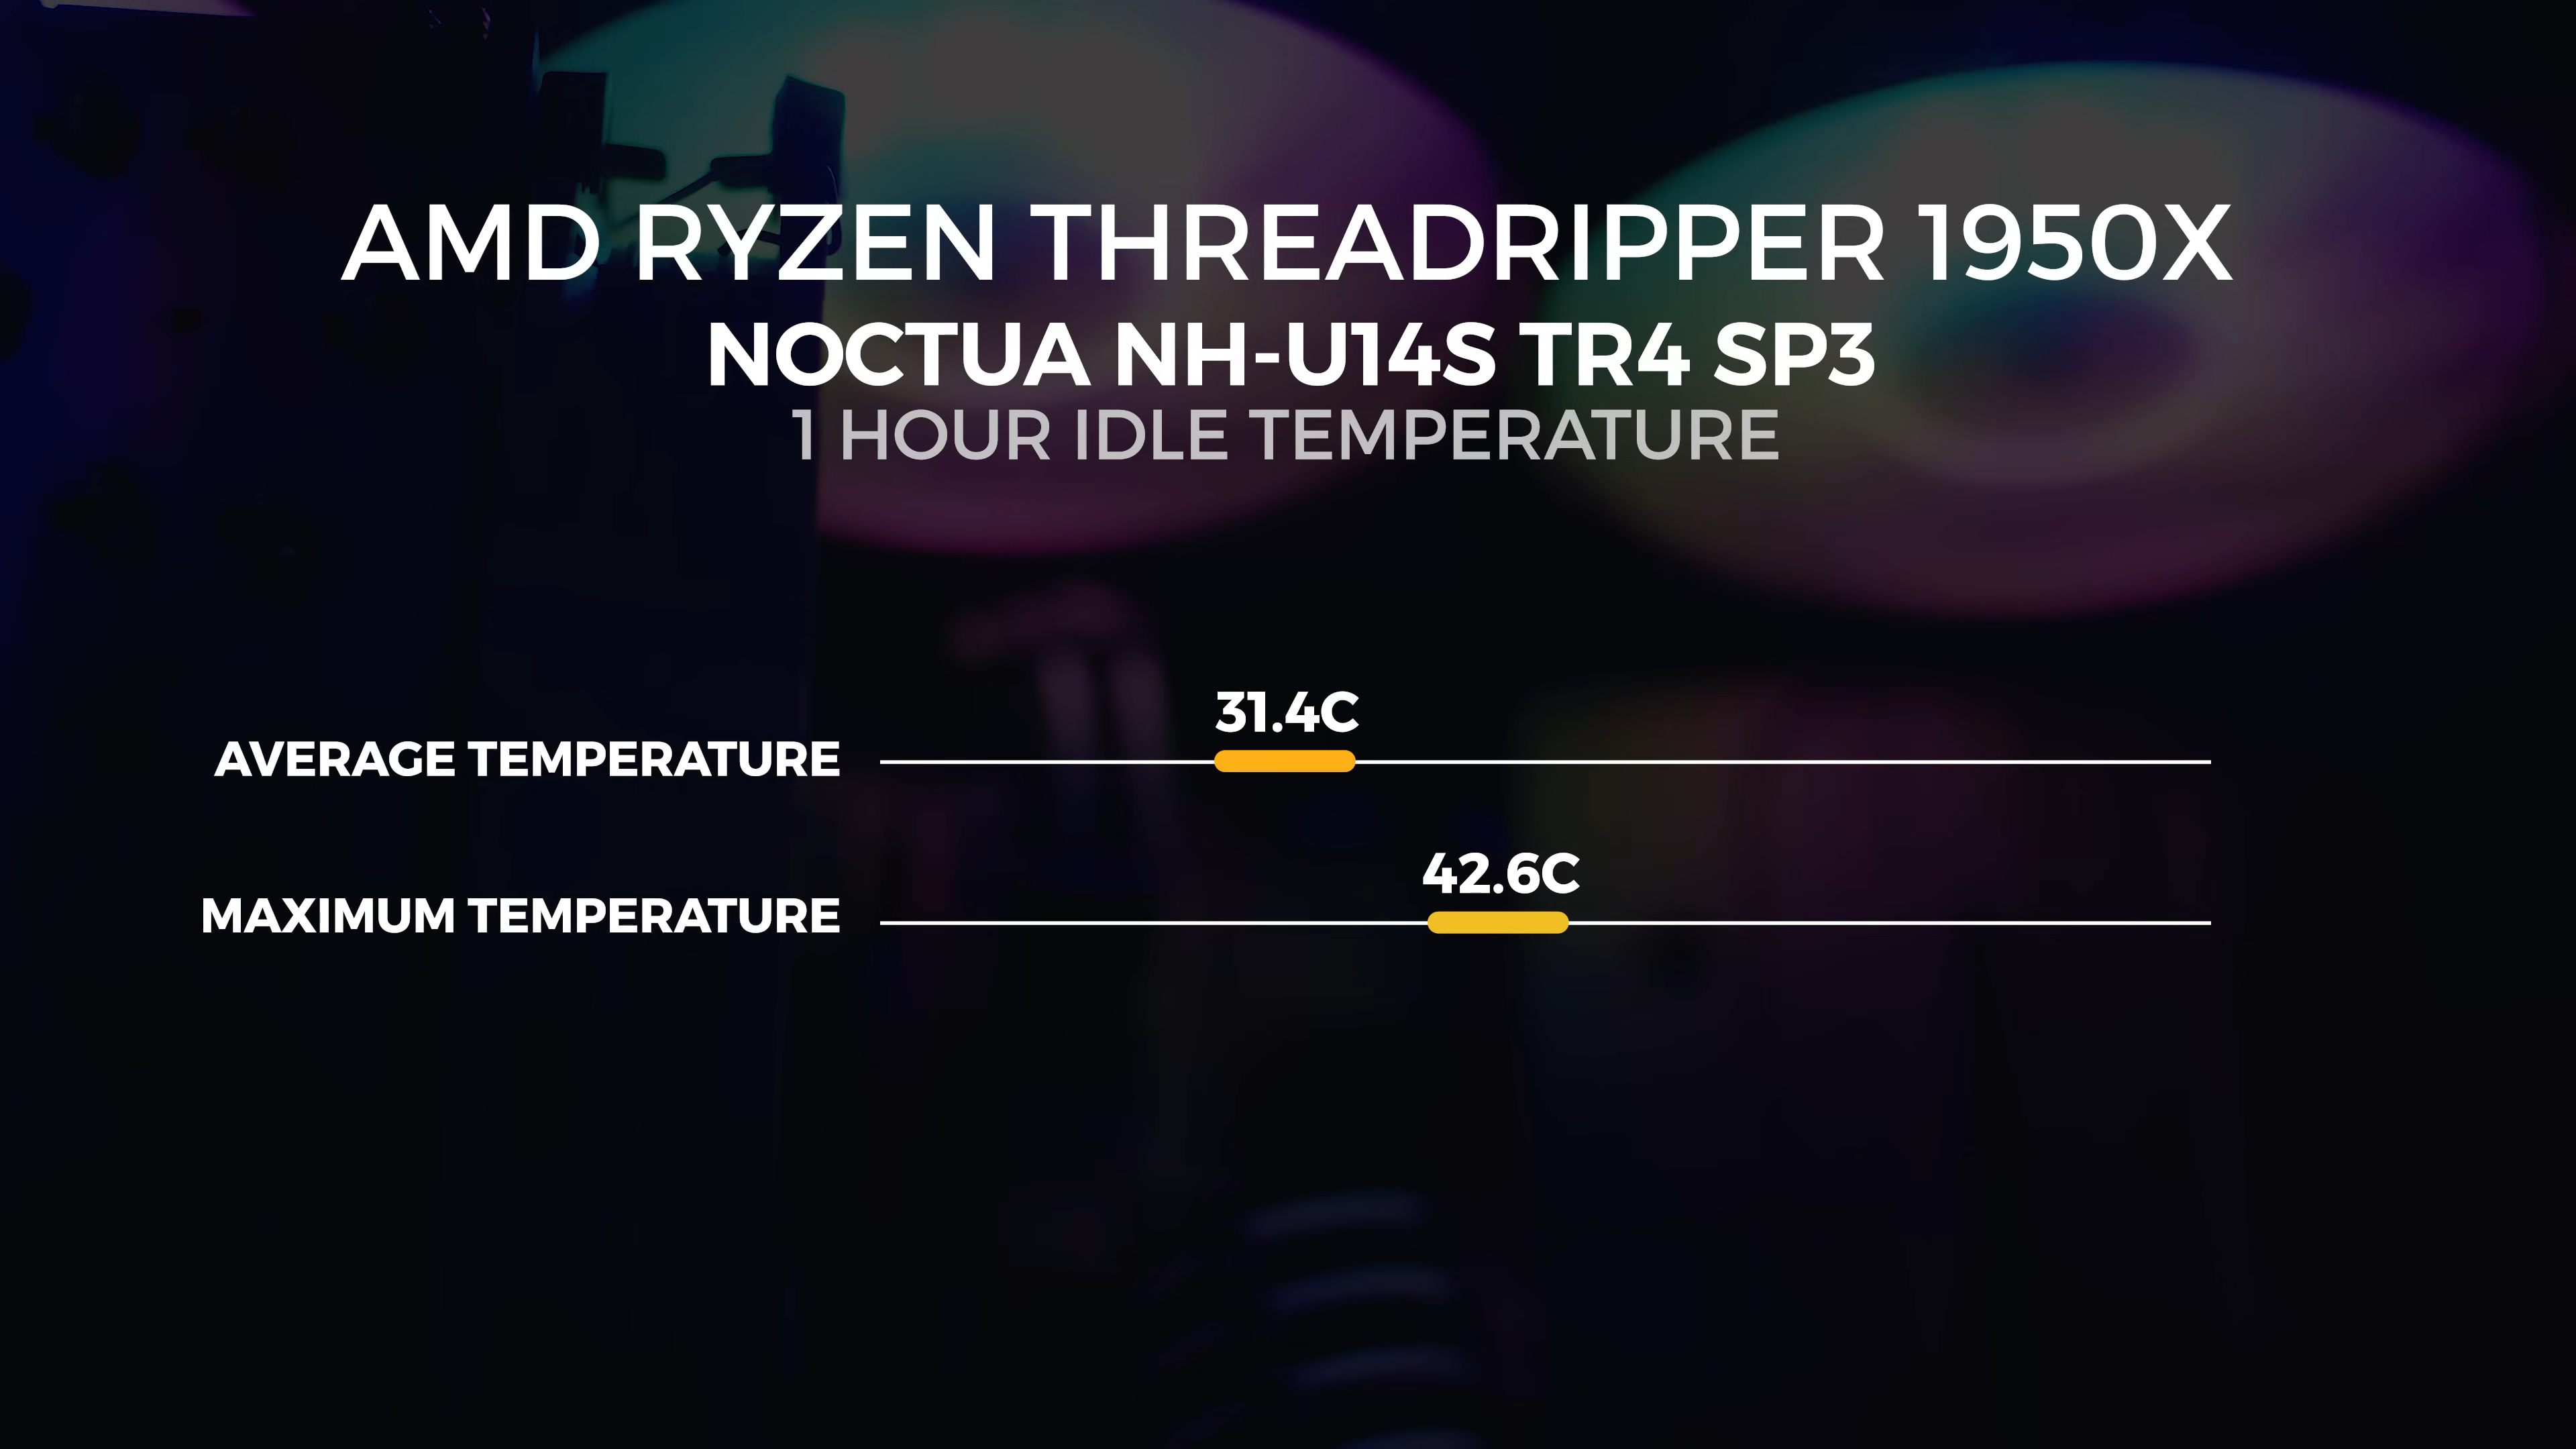 AMD RYZEN THREADRIPPER 1950X
NOCTUA NH-U14S TR4 SP3
1 HOUR IDLE TEMPERATURE
31.4C
AVERAGE TEMPERATURE
42.6C
MAXIMUM TEMPERATURE